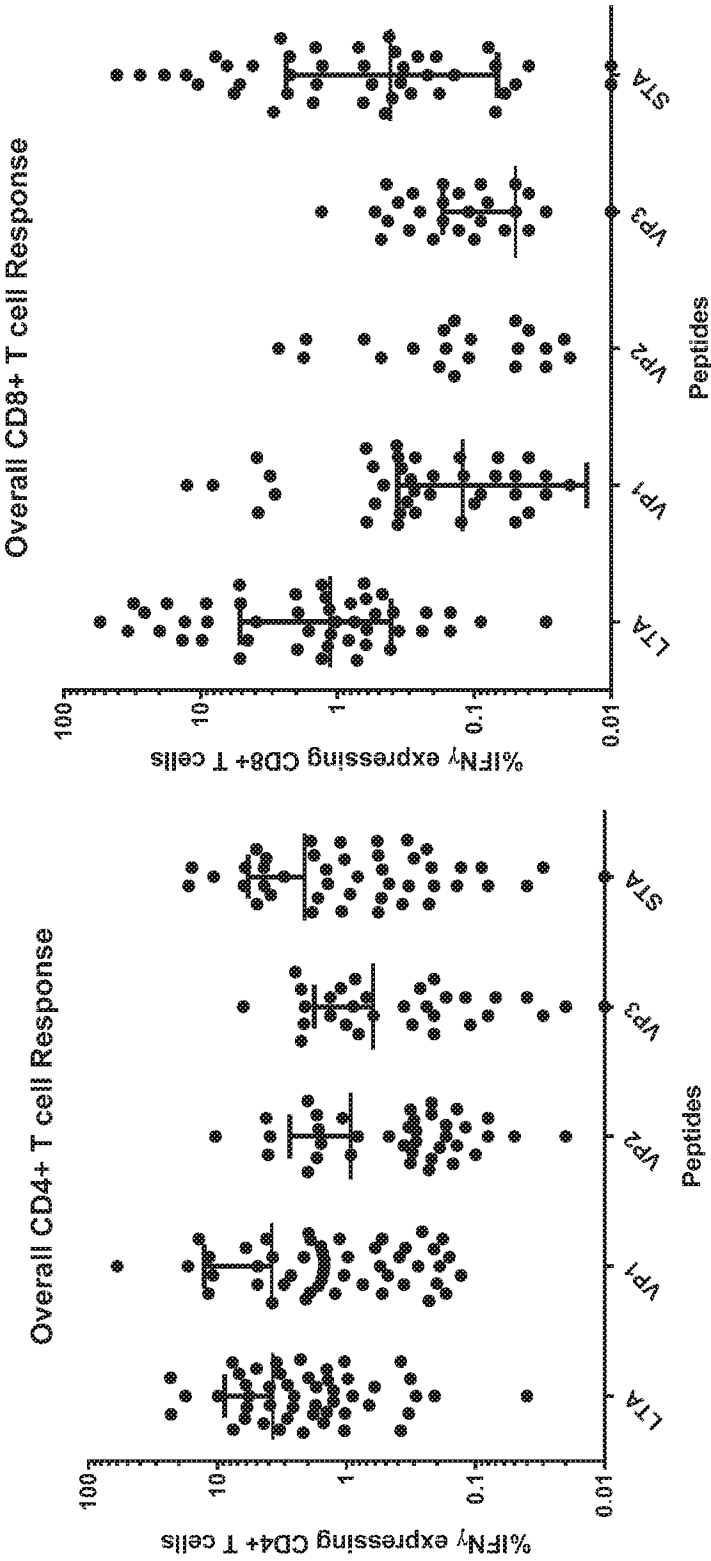 Overall CD4+ T cell Response
%IFNγ expressing CD4+ T cells
100
10
1
0.1
0.01
LTA
VP1
VP2
VP3
STA
Peptides
Overall CD8+ T cell Response
%IFNγ expressing CD8+ T cells
100
10
1
0.1
0.01
LTA
VP1
VP2
VP3
STA
Peptides